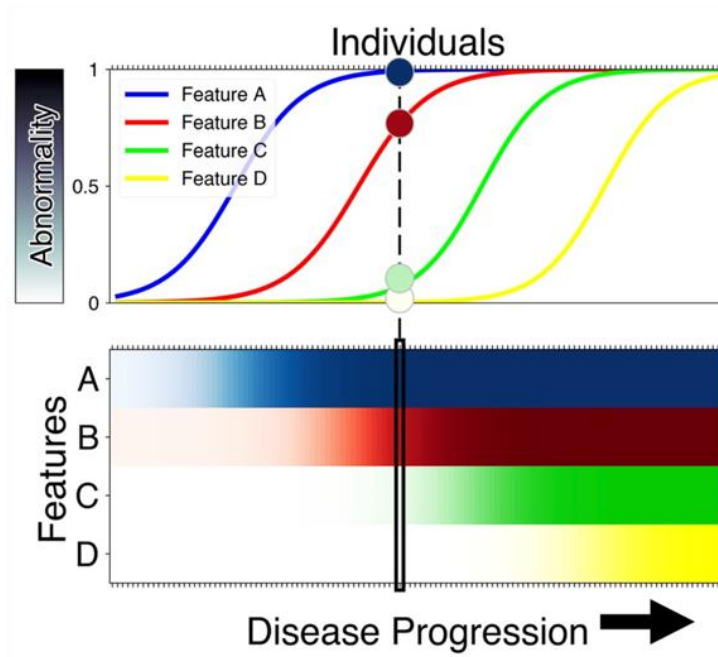 Individuals
Abnormality
1
0.5
0
Feature A
Feature B
Feature C
Feature D
Features
A
B
C
D
Disease Progression